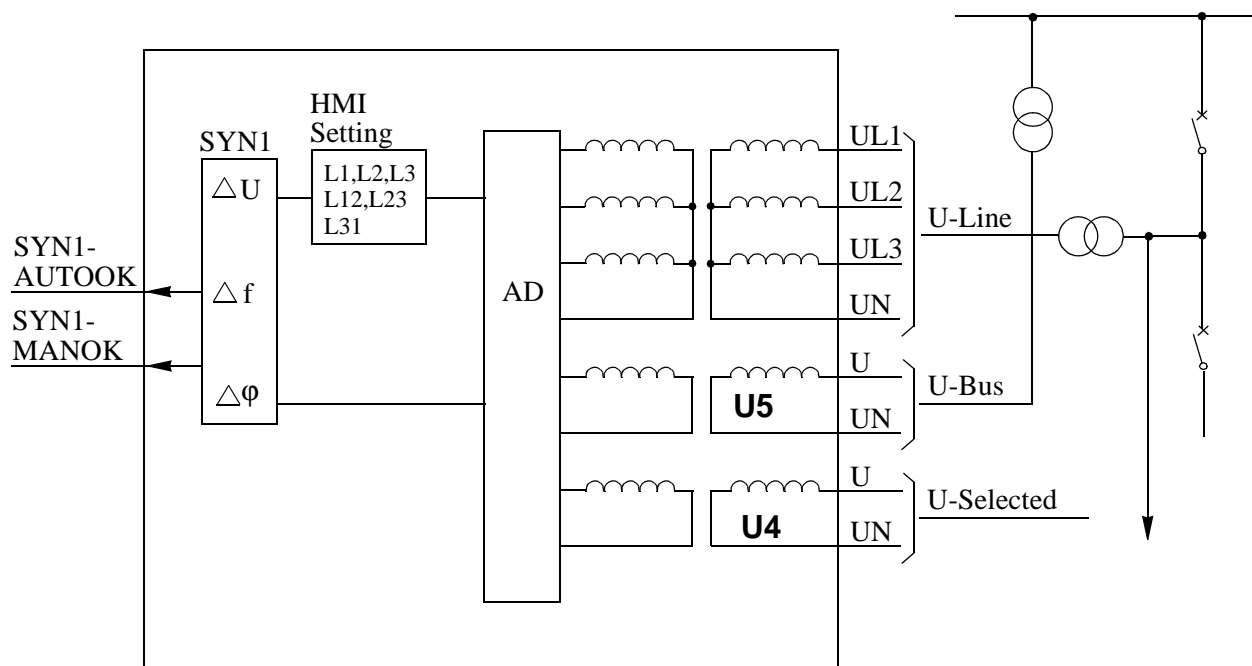 HMI
Setting
SYN1
L1,L2,L3
L12,L23
L31
△U
△f
△φ
SYN1-
AUTOOK
SYN1-
MANOK
AD
UL1
UL2
UL3
UN
U-Line
U
U5
UN
U-Bus
U
U4
UN
U-Selected